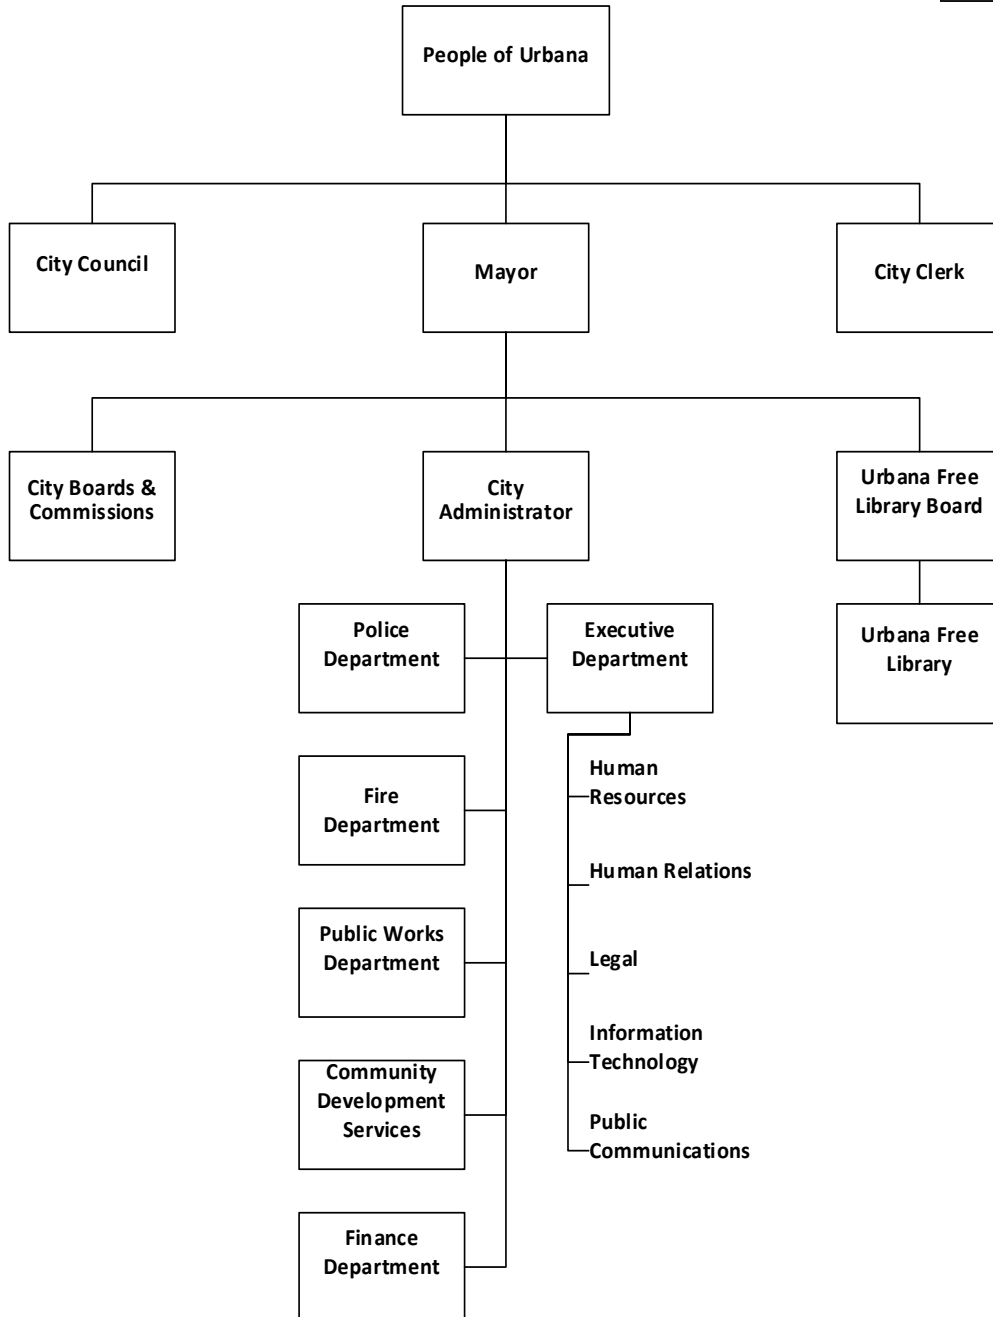 People of Urbana
City Council
Mayor
City Clerk
City Boards &
Commissions
City
Administrator
Urbana Free
Library Board
Police
Department
Executive
Department
Urbana Free
Library
Human
Resources
Fire
Department
Human Relations
Public Works
Department
Legal
Information
Technology
Community
Development
Services
Public
Communications
Finance
Department